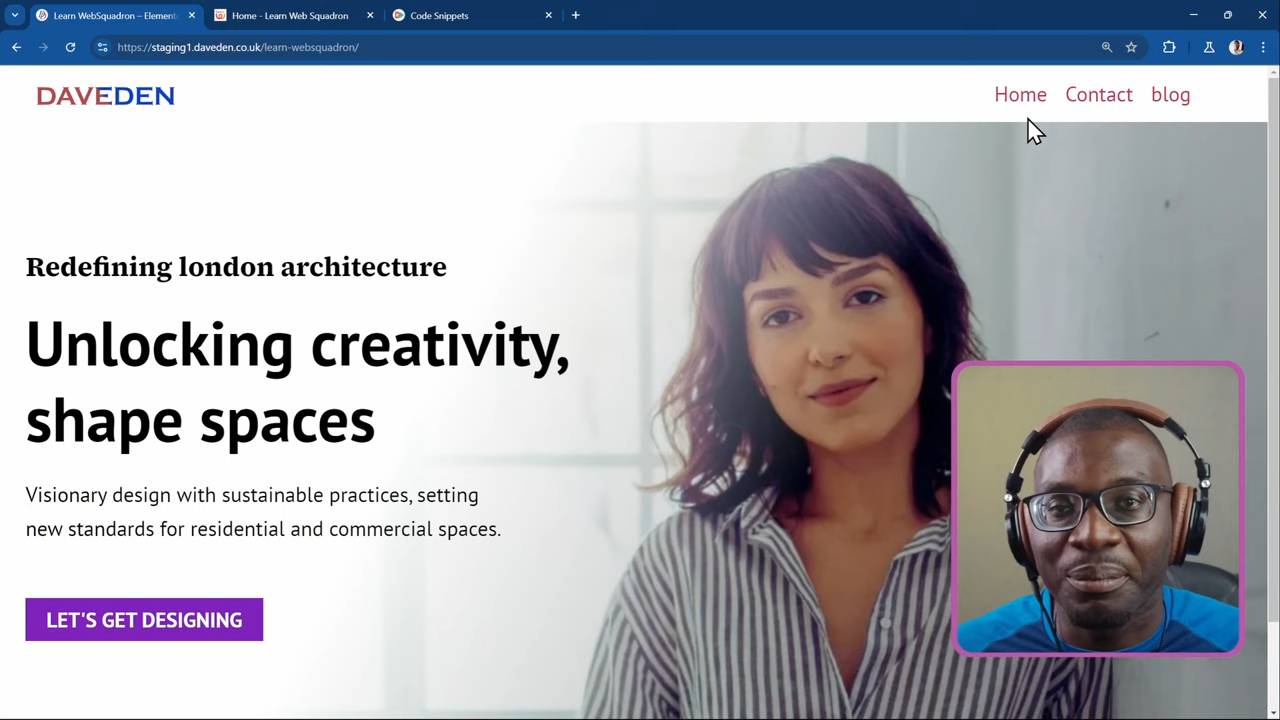 Learn WebSquadron – Element
Home - Learn Web Squadron
Code Snippets
https://staging1.daveden.co.uk/learn-websquadron/
DAVEDEN
Home
Contact
blog
Redefining london architecture
Unlocking creativity,
shape spaces
Visionary design with sustainable practices, setting
new standards for residential and commercial spaces.
LET'S GET DESIGNING